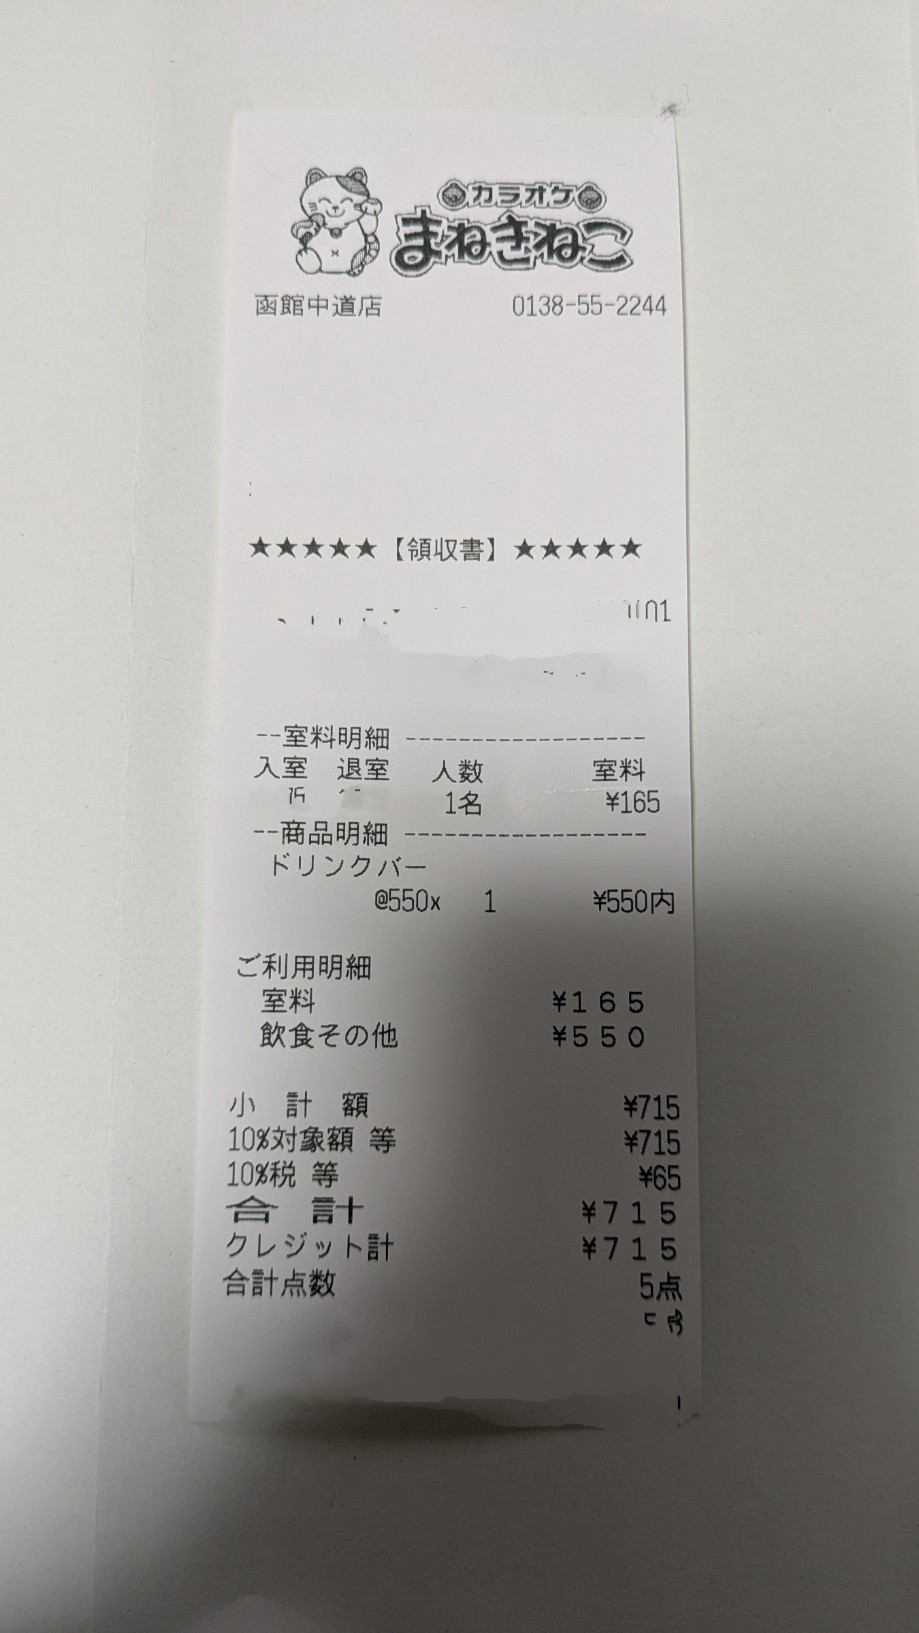 カラオケ
まねきねこ
函館中道店 0138-55-2244
★★★★★【領収書】★★★★★
--室料明細 ------------------
入室 退室 人数 室料
1名 ¥165
--商品明細 ------------------
ドリンクバー
@550x 1 ¥550内
ご利用明細
室料 ¥165
飲食その他 ¥550
小 計 額 ¥715
10%対象額 等 ¥715
10%税 等 ¥65
合 計 ¥715
クレジット計 ¥715
合計点数 5点